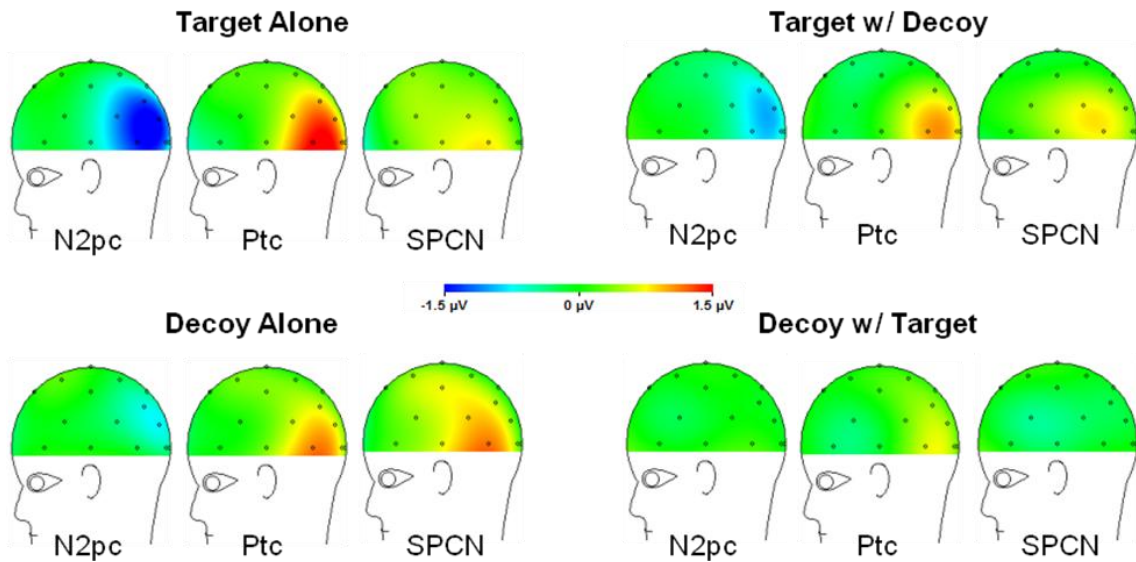 Target Alone
Target w/ Decoy
N2pc Ptc SPCN
N2pc Ptc SPCN
-1.5 µV 0 µV 1.5 µV
Decoy Alone
Decoy w/ Target
N2pc Ptc SPCN
N2pc Ptc SPCN